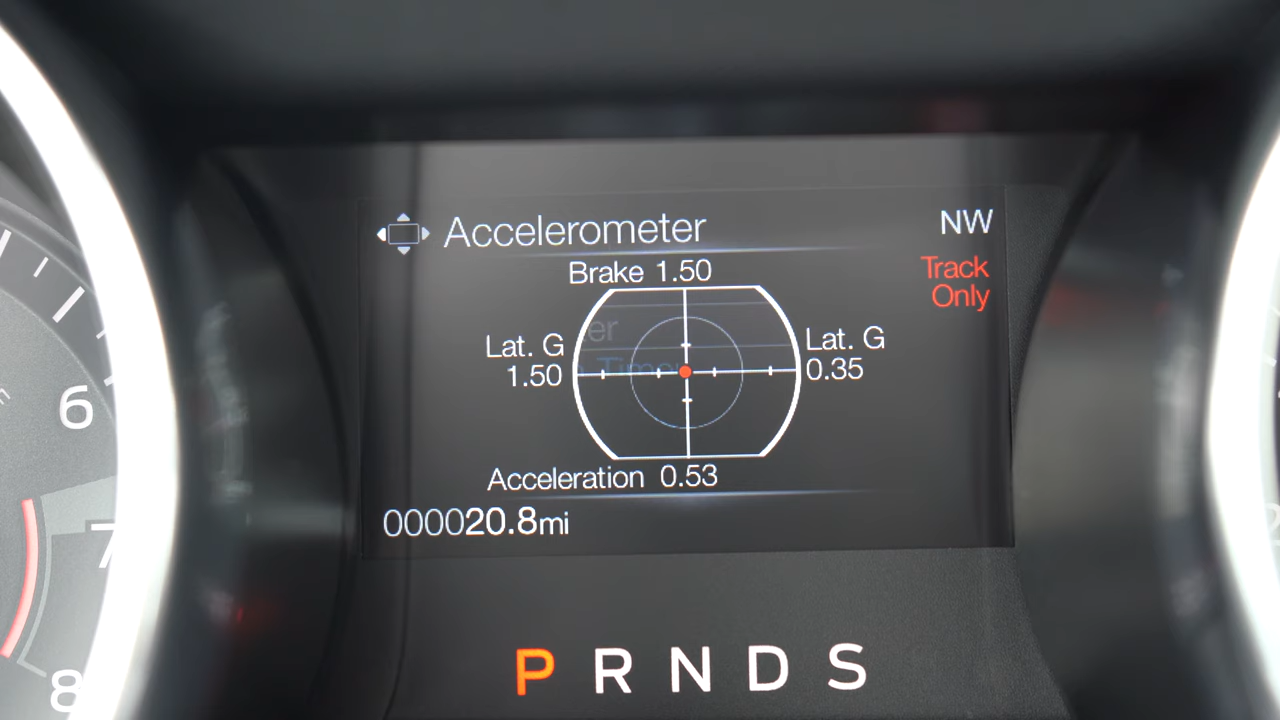 Accelerometer
NW
Track
Only
Brake 1.50
Lat. G
1.50
Lat. G
0.35
Acceleration 0.53
000020.8mi
6
7
8
P R N D S